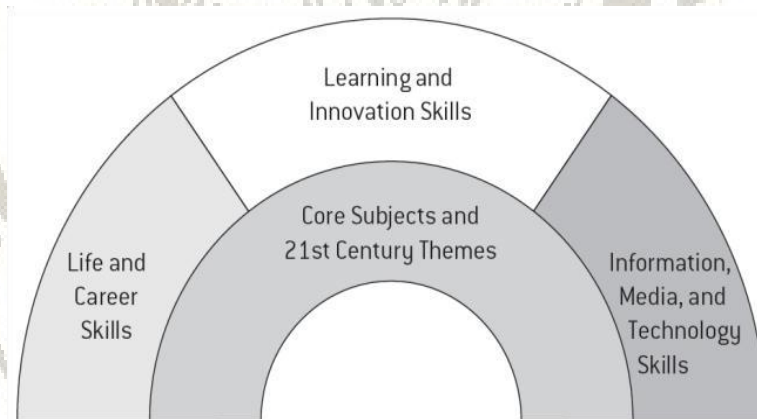 Learning and
Innovation Skills
Core Subjects and
21st Century Themes
Life and
Career
Skills
Information,
Media, and
Technology
Skills